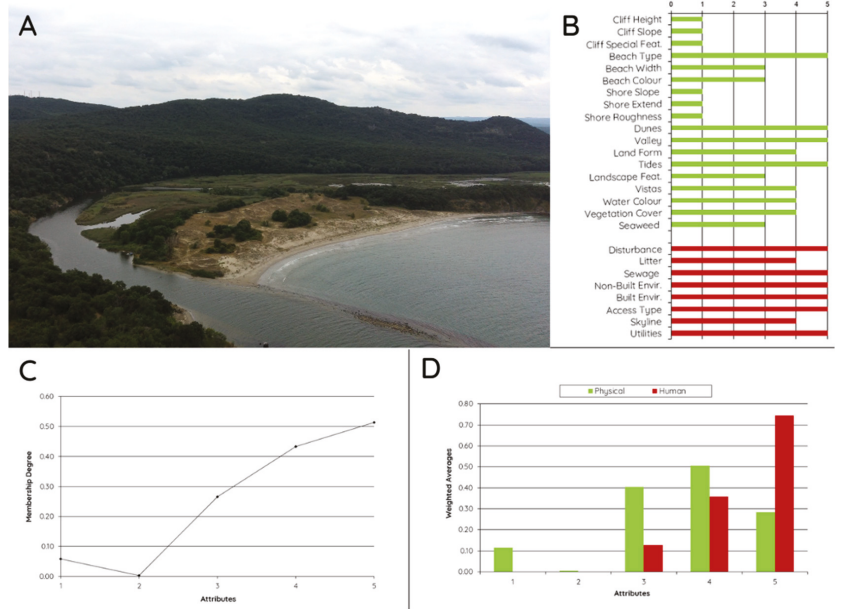 A
B
0 1 2 3 4 5
Cliff Height
Cliff Slope
Cliff Special Feat.
Beach Type
Beach Width
Beach Colour
Shore Slope
Shore Extend
Shore Roughness
Dunes
Valley
Land Form
Tides
Landscape Feat.
Vistas
Water Colour
Vegetation Cover
Seaweed
Disturbance
Litter
Sewage
Non-Built Envir.
Built Envir.
Access Type
Skyline
Utilities
C
0.60
0.50
0.40
0.30
0.20
0.10
0.00
Membership Degree
1 2 3 4 5
Attributes
D
Physical Human
0.80
0.70
0.60
0.50
0.40
0.30
0.20
0.10
0.00
Weighted Averages
1 2 3 4 5
Attributes